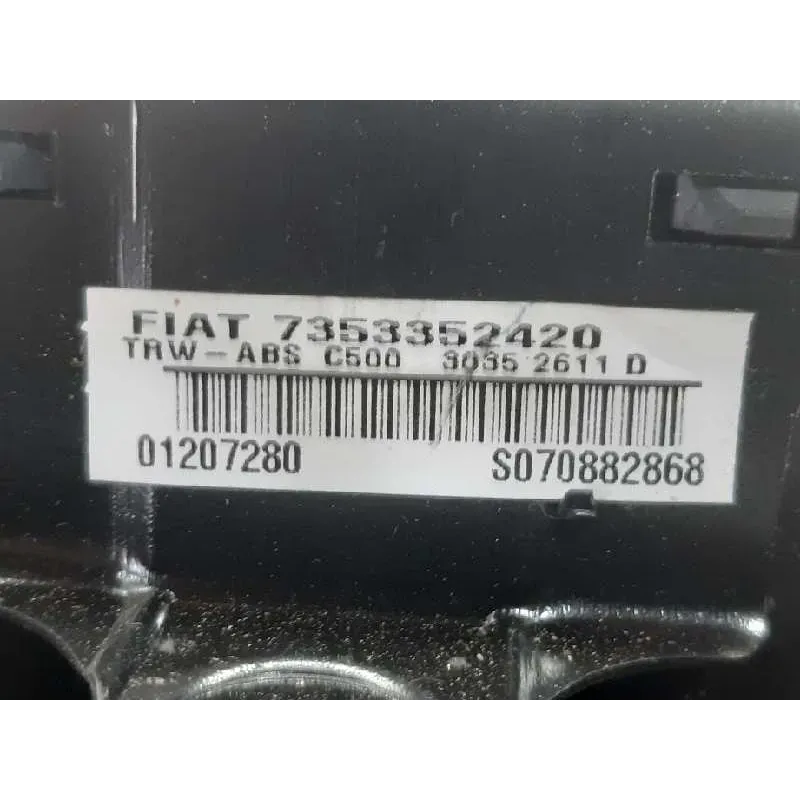 FIAT 7353352420
TRW-ABS C500 3035 2611 D
01207280 S070882868